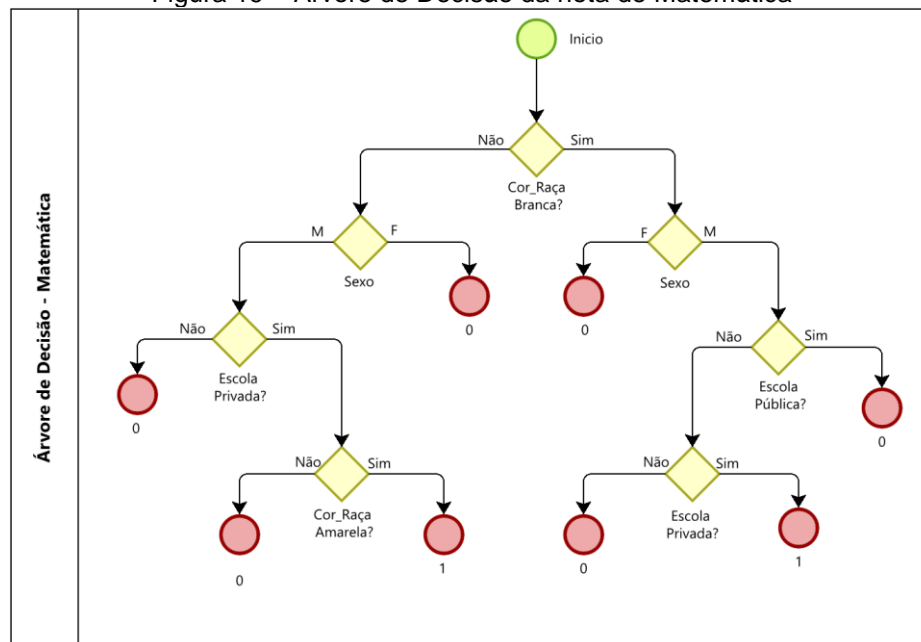 Figura 16 – Árvore de Decisão da nota de Matemática
Árvore de Decisão - Matemática
Inicio
Não
Sim
Cor_Raça
Branca?
M
F
Sexo
F
M
Sexo
0
0
Não
Sim
Escola
Privada?
Não
Sim
Escola
Pública?
0
0
Não
Sim
Cor_Raça
Amarela?
Não
Sim
Escola
Privada?
0
1
0
1